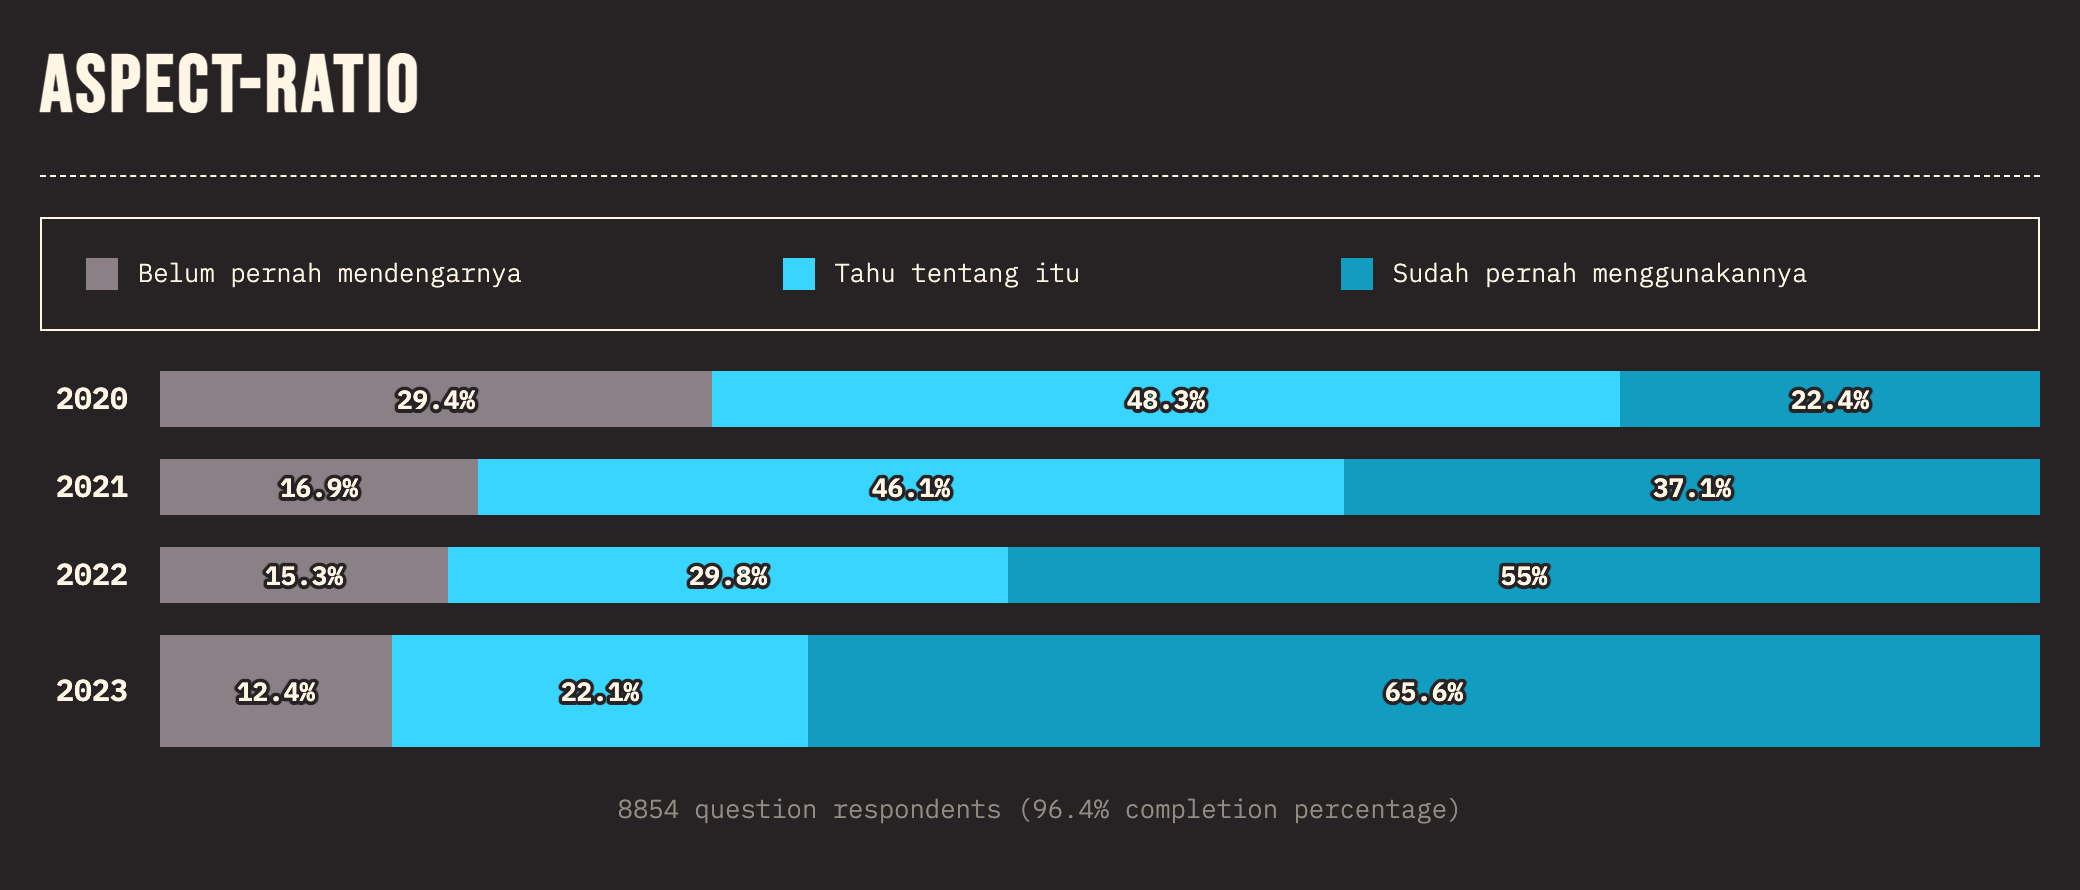 ASPECT-RATIO
Belum pernah mendengarnya Tahu tentang itu Sudah pernah menggunakannya
2020 29.4% 48.3% 22.4%
2021 16.9% 46.1% 37.1%
2022 15.3% 29.8% 55%
2023 12.4% 22.1% 65.6%
8854 question respondents (96.4% completion percentage)